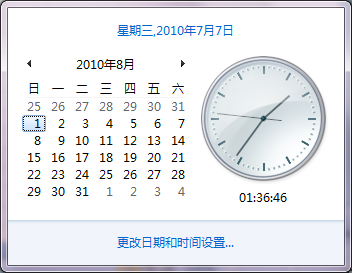 星期三,2010年7月7日
2010年8月
日 一 二 三 四 五 六
25 26 27 28 29 30 31
1 2 3 4 5 6 7
8 9 10 11 12 13 14
15 16 17 18 19 20 21
22 23 24 25 26 27 28
29 30 31 1 2 3 4
01:36:46
更改日期和时间设置...